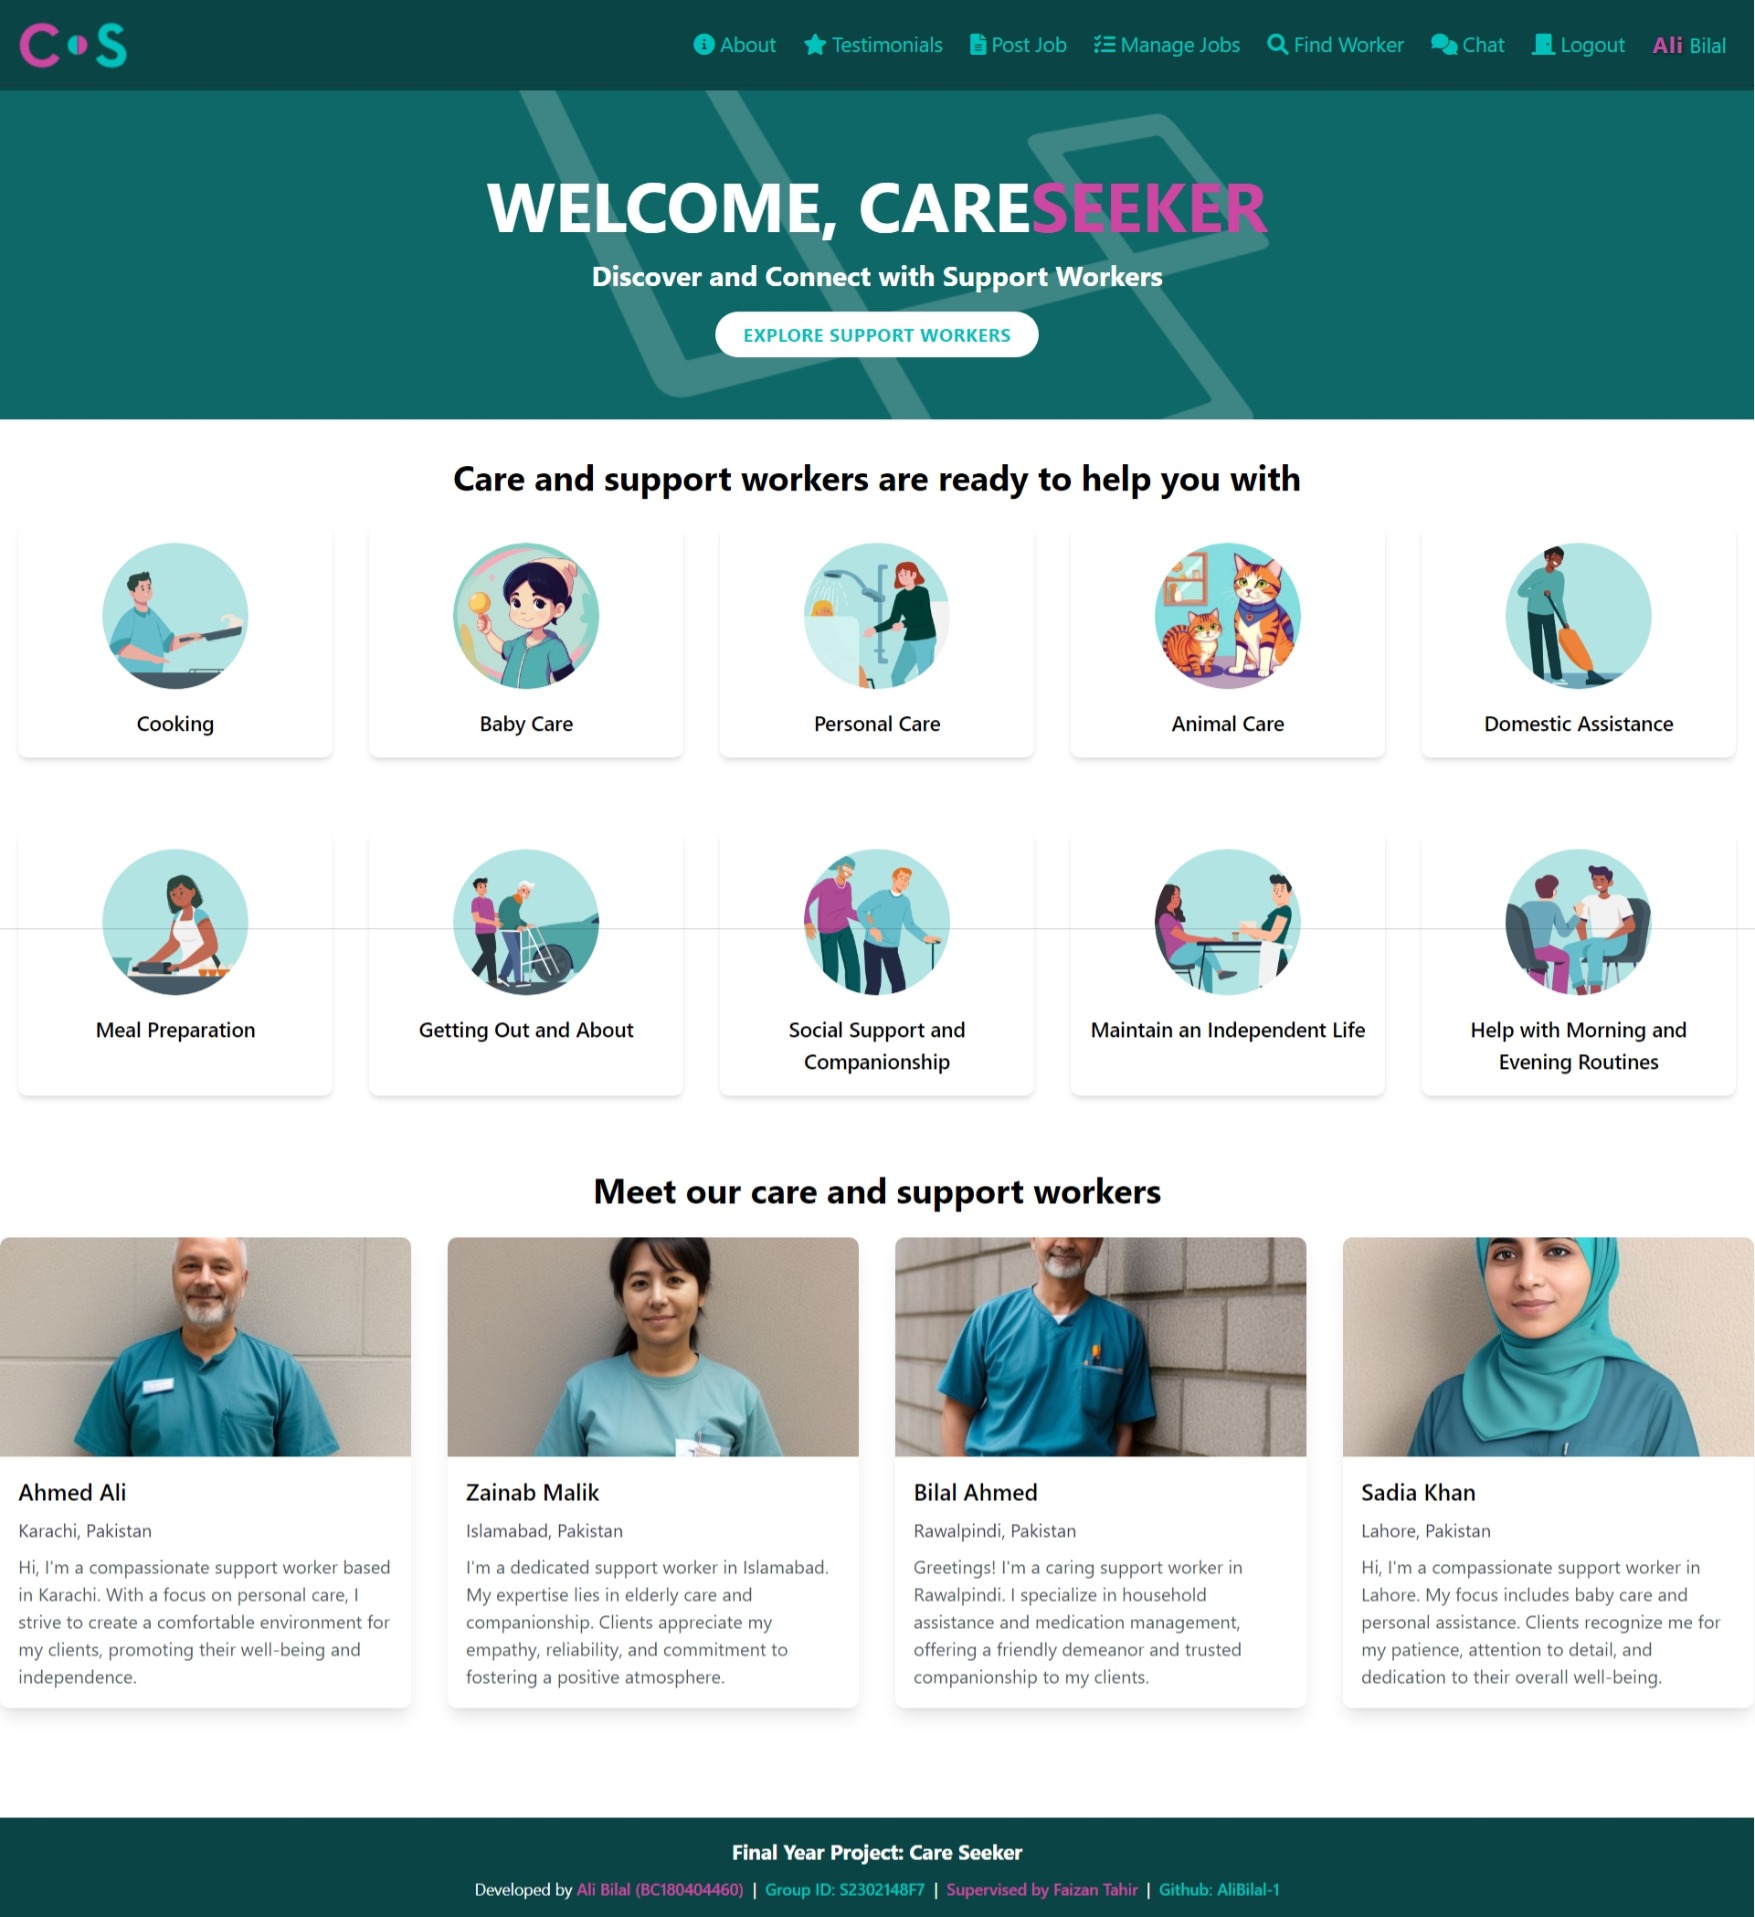 C S
About Testimonials Post Job Manage Jobs Find Worker Chat Logout Ali Bilal
WELCOME, CARESEEKER
Discover and Connect with Support Workers
EXPLORE SUPPORT WORKERS
Care and support workers are ready to help you with
Cooking
Baby Care
Personal Care
Animal Care
Domestic Assistance
Meal Preparation
Getting Out and About
Social Support and
Companionship
Maintain an Independent Life
Help with Morning and
Evening Routines
Meet our care and support workers
Ahmed Ali
Karachi, Pakistan
Hi, I'm a compassionate support worker based
in Karachi. With a focus on personal care, I
strive to create a comfortable environment for
my clients, promoting their well-being and
independence.
Zainab Malik
Islamabad, Pakistan
I'm a dedicated support worker in Islamabad.
My expertise lies in elderly care and
companionship. Clients appreciate my
empathy, reliability, and commitment to
fostering a positive atmosphere.
Bilal Ahmed
Rawalpindi, Pakistan
Greetings! I'm a caring support worker in
Rawalpindi. I specialize in household
assistance and medication management,
offering a friendly demeanor and trusted
companionship to my clients.
Sadia Khan
Lahore, Pakistan
Hi, I'm a compassionate support worker in
Lahore. My focus includes baby care and
personal assistance. Clients recognize me for
my patience, attention to detail, and
dedication to their overall well-being.
Final Year Project: Care Seeker
Developed by Ali Bilal (BC180404460) | Group ID: S2302148F7 | Supervised by Faizan Tahir | Github: AliBilal-1